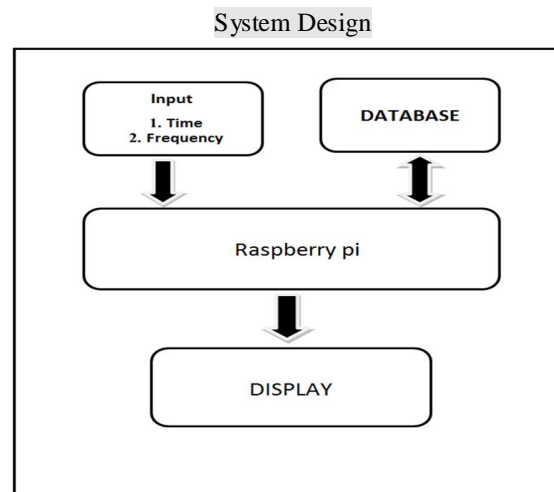 System Design
Input
1. Time
2. Frequency
DATABASE
Raspberry pi
DISPLAY